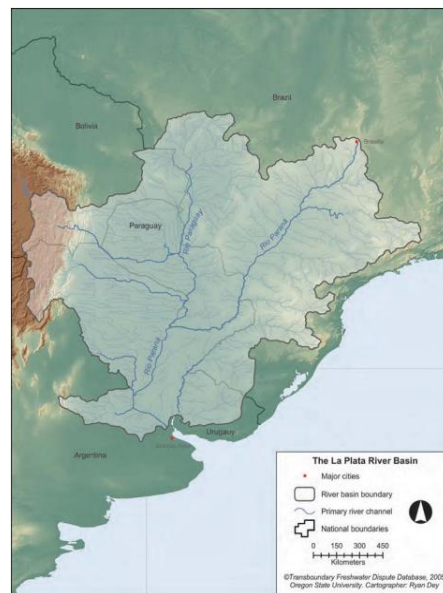 Brazil
Bolivia
Brasilia
Paraguay
Rio Paraguay
Rio Paraná
Rio Paraná
Urugauy
Argentina
The La Plata River Basin
Major cities
River basin boundary
Primary river channel
National boundaries
0 150 300 450
Kilometers
©Transboundary Freshwater Dispute Database, 2005
Oregon State University. Cartographer: Ryan Dey